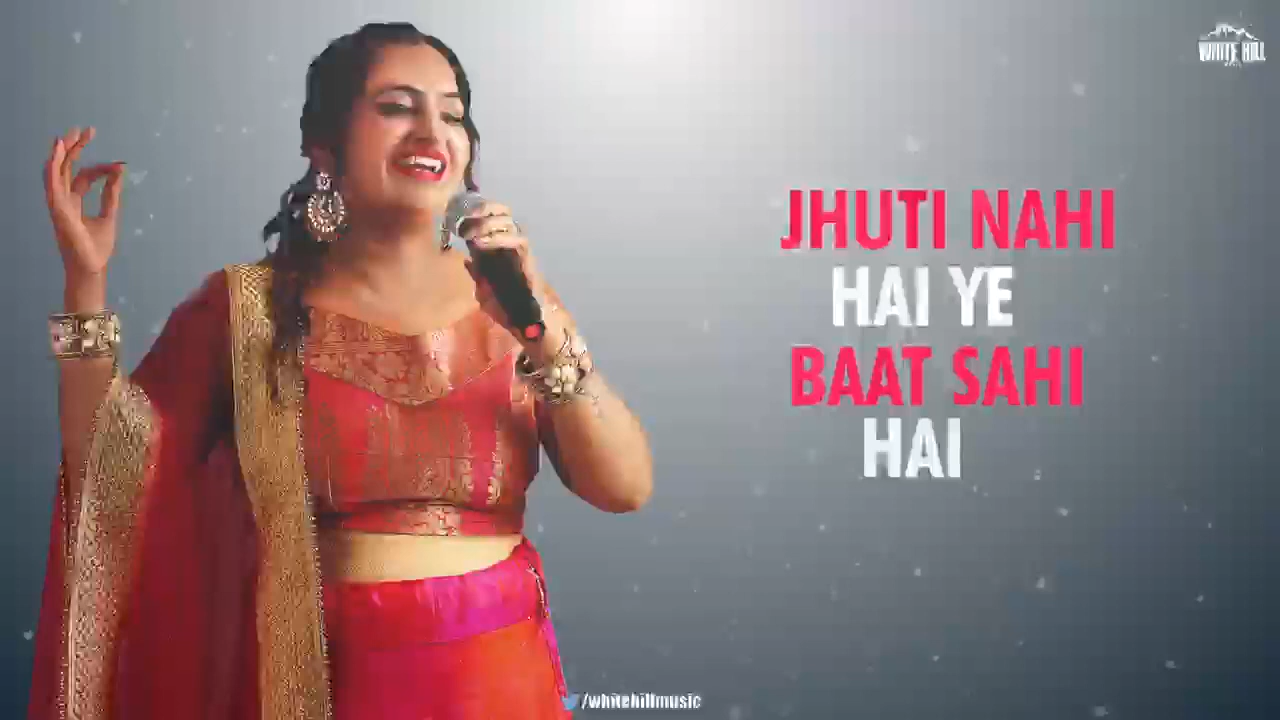 WHITE HILL
JHUTI NAHI
HAI YE
BAAT SAHI
HAI
/whitehillmusic